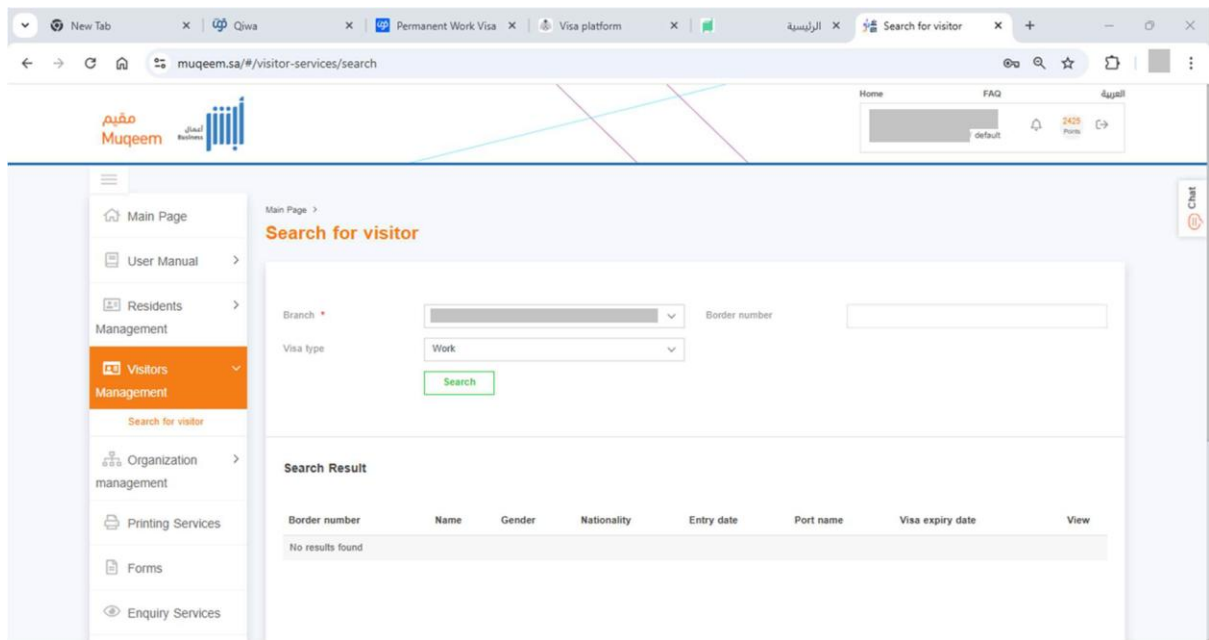 New Tab
Qiwa
Permanent Work Visa
Visa platform
الرئيسية
Search for visitor
muqeem.sa/#/visitor-services/search
مقيم
Muqeem
أبشر
أعمال
Business
Home
FAQ
العربية
default
2425
Points
Chat
Main Page
User Manual
Residents
Management
Visitors
Management
Search for visitor
Organization
management
Printing Services
Forms
Enquiry Services
Main Page >
Search for visitor
Branch *
Border number
Visa type
Work
Search
Search Result
Border number Name Gender Nationality Entry date Port name Visa expiry date View
No results found